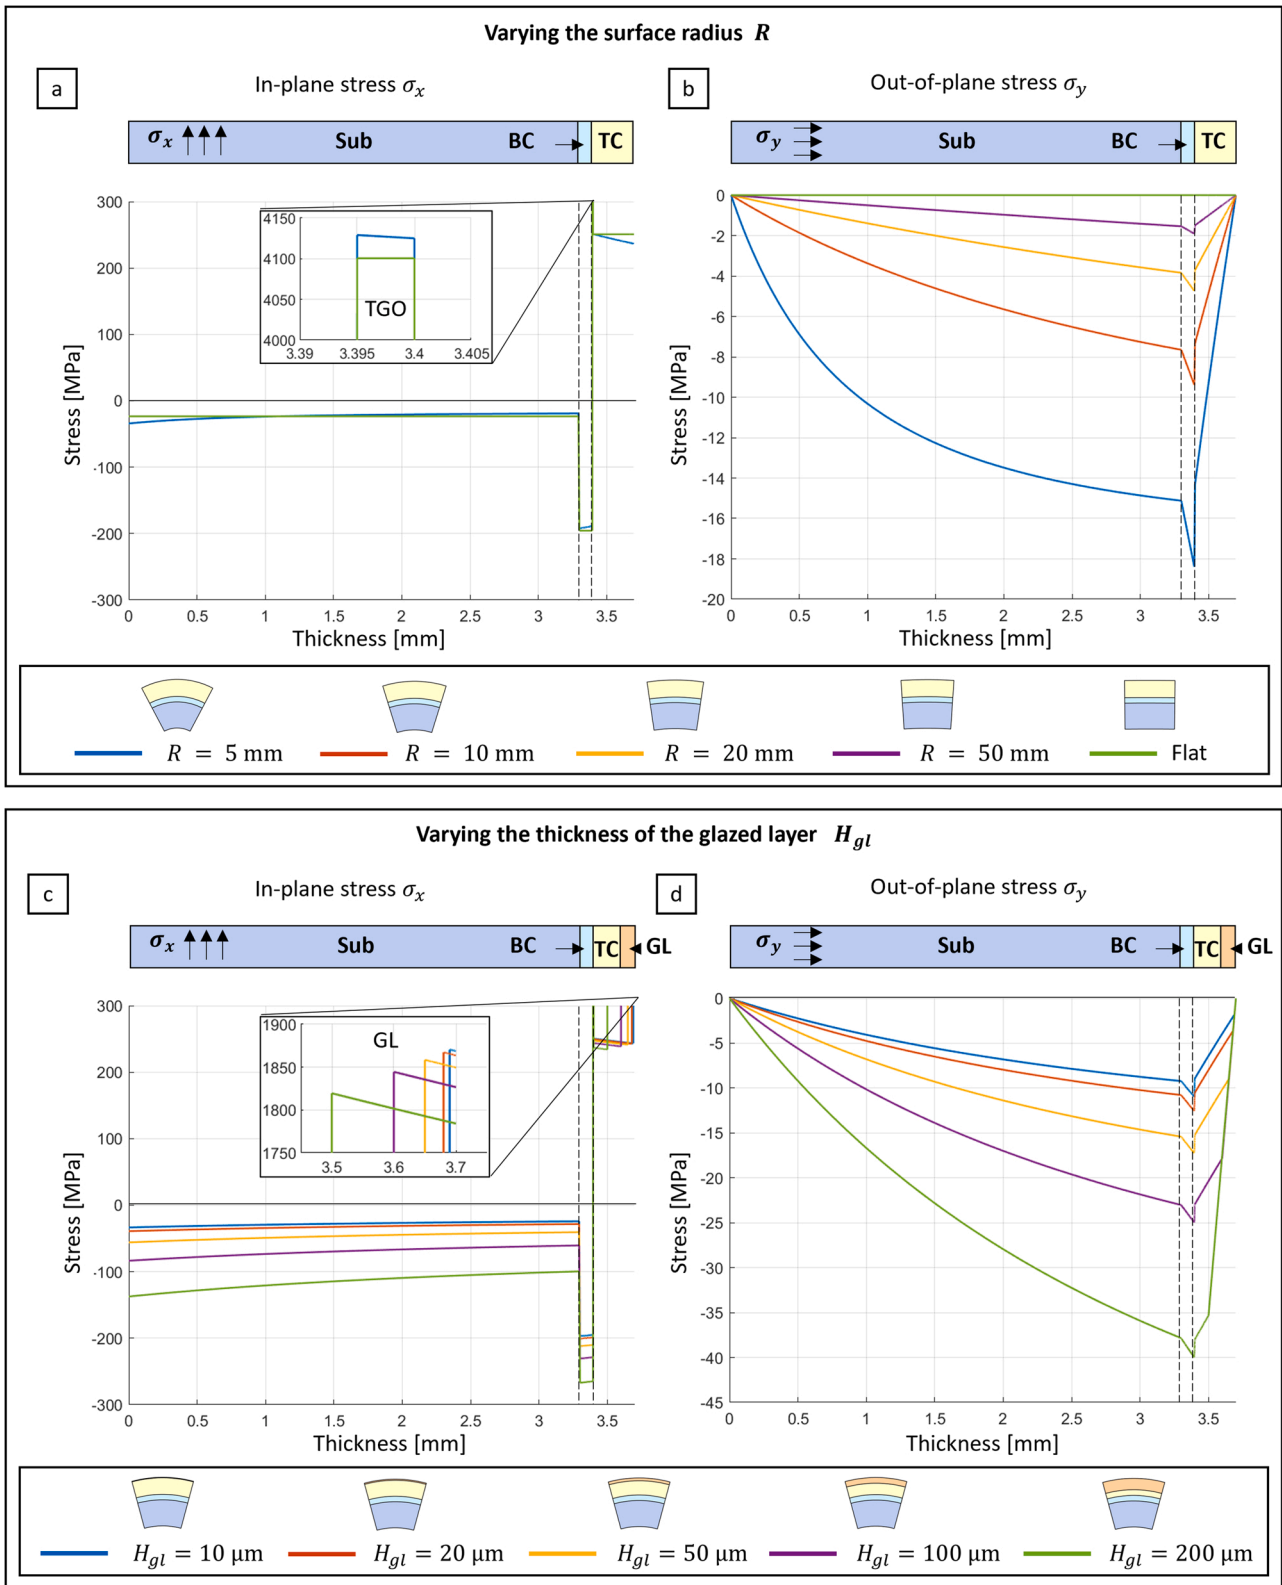 Varying the surface radius R
a
In-plane stress σx
b
Out-of-plane stress σy
σx Sub BC TC
σy Sub BC TC
Stress [MPa]
300
200
100
0
-100
-200
-300
0 0.5 1 1.5 2 2.5 3 3.5
Thickness [mm]
4150
4100
4050
4000
TGO
3.39 3.395 3.4 3.405
Stress [MPa]
0
-2
-4
-6
-8
-10
-12
-14
-16
-18
-20
0 0.5 1 1.5 2 2.5 3 3.5
Thickness [mm]
R = 5 mm R = 10 mm R = 20 mm R = 50 mm Flat
Varying the thickness of the glazed layer Hgl
c
In-plane stress σx
d
Out-of-plane stress σy
σx Sub BC TC GL
σy Sub BC TC GL
Stress [MPa]
300
200
100
0
-100
-200
-300
0 0.5 1 1.5 2 2.5 3 3.5
Thickness [mm]
1900
1850
1800
1750
GL
3.5 3.6 3.7
Stress [MPa]
0
-5
-10
-15
-20
-25
-30
-35
-40
-45
0 0.5 1 1.5 2 2.5 3 3.5
Thickness [mm]
Hgl = 10 μm Hgl = 20 μm Hgl = 50 μm Hgl = 100 μm Hgl = 200 μm